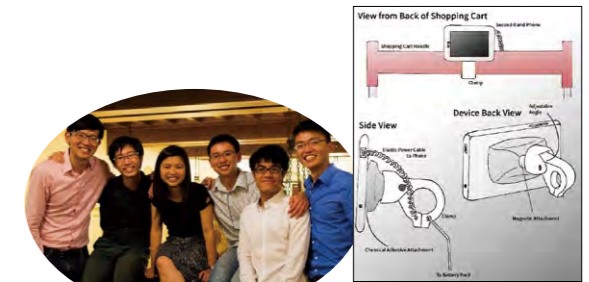 View from Back of Shopping Cart
Second Hand Phone
Shopping Cart Handle
Clamp
Device Back View
Adjustable
Angle
Side View
Elastic Power Cable
to Phone
Clamp
Magnetic Attachment
Chemical Adhesive Attachment
To Battery Pack